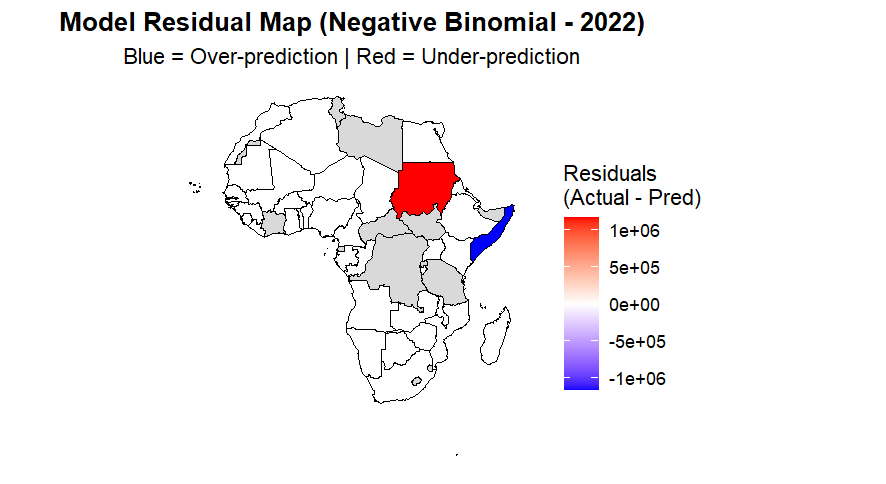 Model Residual Map (Negative Binomial - 2022)
Blue = Over-prediction | Red = Under-prediction
Residuals
(Actual - Pred)
1e+06
5e+05
0e+00
-5e+05
-1e+06